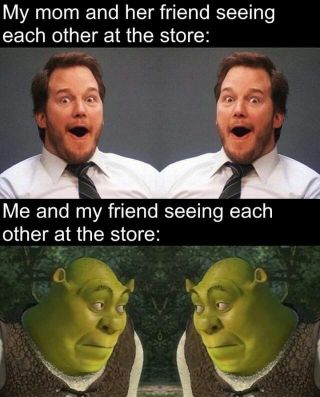 My mom and her friend seeing
each other at the store:
Me and my friend seeing each
other at the store: